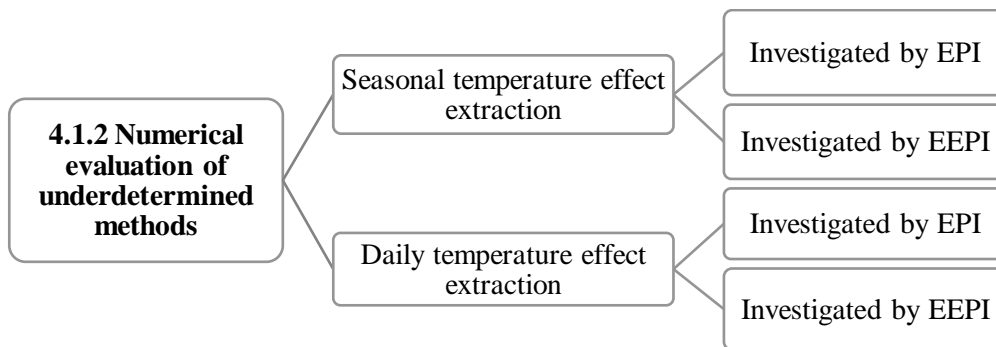 4.1.2 Numerical
evaluation of
underdetermined
methods
Seasonal temperature effect
extraction
Investigated by EPI
Investigated by EEPI
Daily temperature effect
extraction
Investigated by EPI
Investigated by EEPI